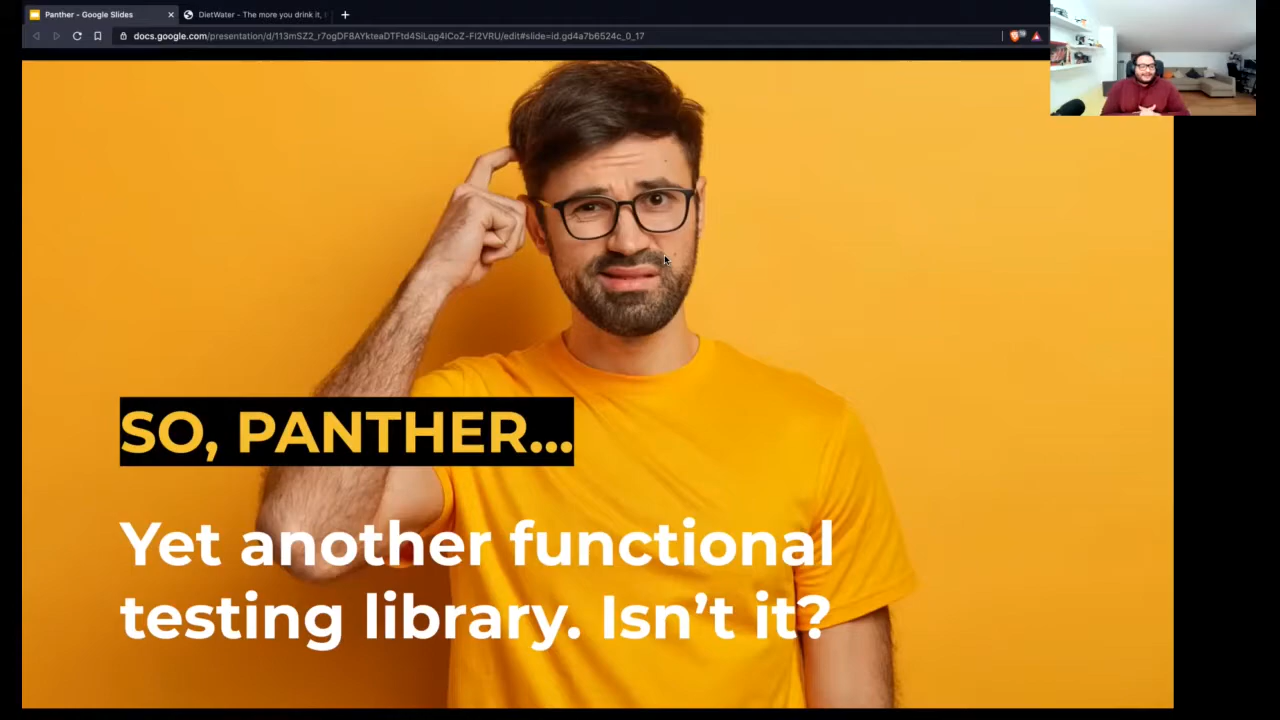 Panther - Google Slides
DietWater - The more you drink it,
docs.google.com/presentation/d/113mSZ2_r7ogDF8AYkteaDTFtd4SiLqg4ICoZ-FI2VRU/edit#slide=id.gd4a7b6524c_0_17
SO, PANTHER...
Yet another functional
testing library. Isn't it?